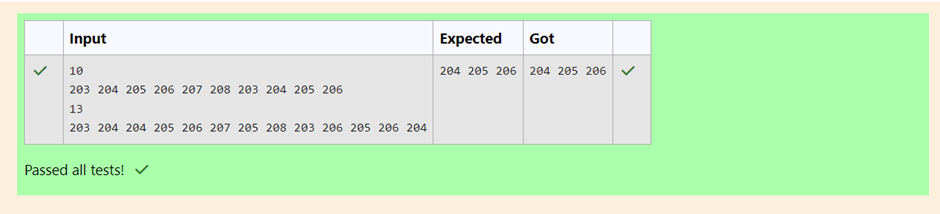 Input Expected Got
10 204 205 206 204 205 206
203 204 205 206 207 208 203 204 205 206
13
203 204 204 205 206 207 205 208 203 206 205 206 204
Passed all tests!